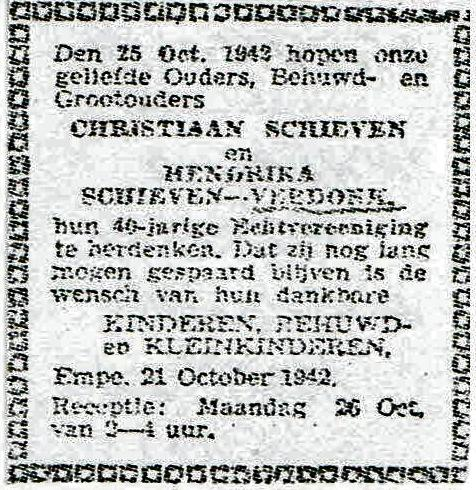 Den 25 Oct. 1942 hopen onze
geliefde Ouders, Behuwd- en
Grootouders
CHRISTIAAN SCHIEVEN
en
HENDRIKA
SCHIEVEN—VERDONK,
hun 40-jarige Echtvereeniging
te herdenken. Dat zij nog lang
mogen gespaard blijven is de
wensch van hun dankbare
KINDEREN, BEHUWD-
en KLEINKINDEREN.
Empe, 21 October 1942.
Receptie: Maandag 26 Oct.
van 2—4 uur.